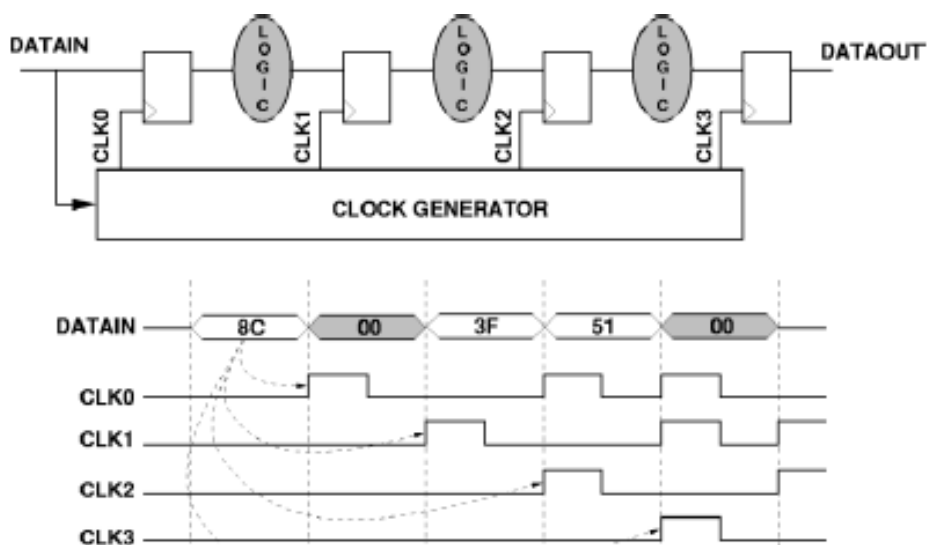 DATAIN
LOGIC
LOGIC
LOGIC
DATAOUT
CLK0
CLK1
CLK2
CLK3
CLOCK GENERATOR
DATAIN 8C 00 3F 51 00
CLK0
CLK1
CLK2
CLK3